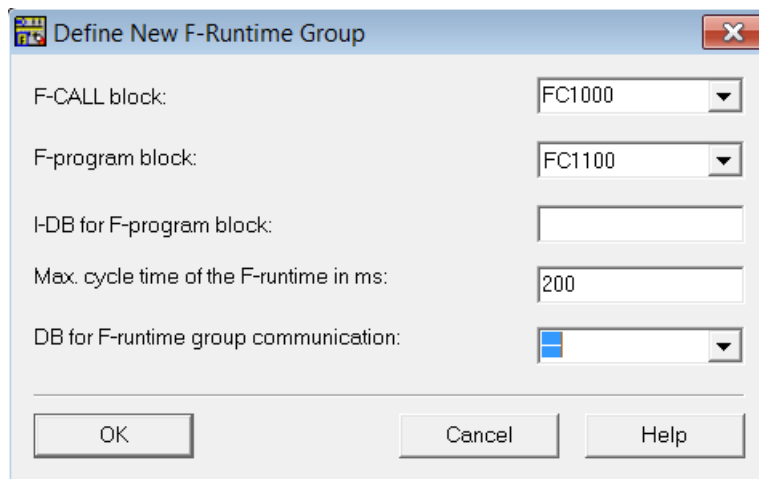 Define New F-Runtime Group
F-CALL block: FC1000
F-program block: FC1100
I-DB for F-program block:
Max. cycle time of the F-runtime in ms: 200
DB for F-runtime group communication: ---
OK Cancel Help